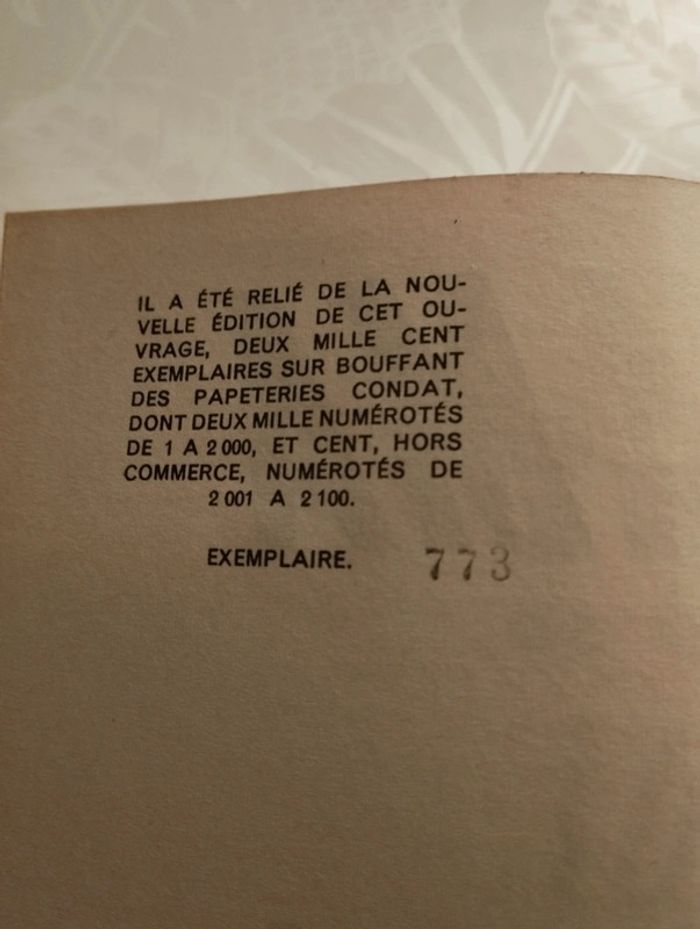 IL A ÉTÉ RELIÉ DE LA NOU-
VELLE ÉDITION DE CET OU-
VRAGE, DEUX MILLE CENT
EXEMPLAIRES SUR BOUFFANT
DES PAPETERIES CONDAT,
DONT DEUX MILLE NUMÉROTÉS
DE 1 A 2 000, ET CENT, HORS
COMMERCE, NUMÉROTÉS DE
2 001 A 2 100.
EXEMPLAIRE. 773